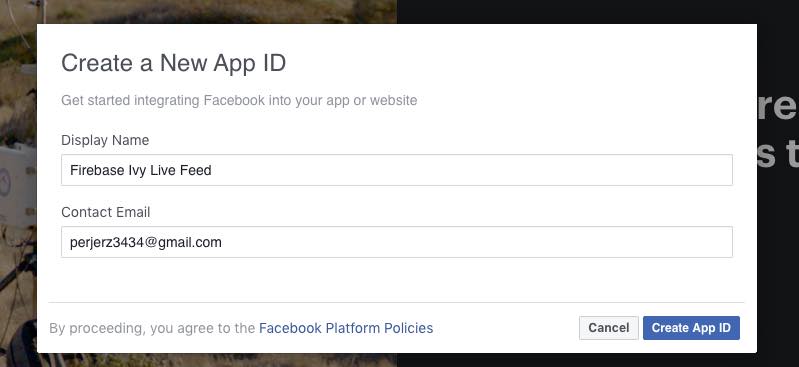 Create a New App ID
Get started integrating Facebook into your app or website
Display Name
Firebase Ivy Live Feed
Contact Email
perjerz3434@gmail.com
By proceeding, you agree to the Facebook Platform Policies
Cancel
Create App ID